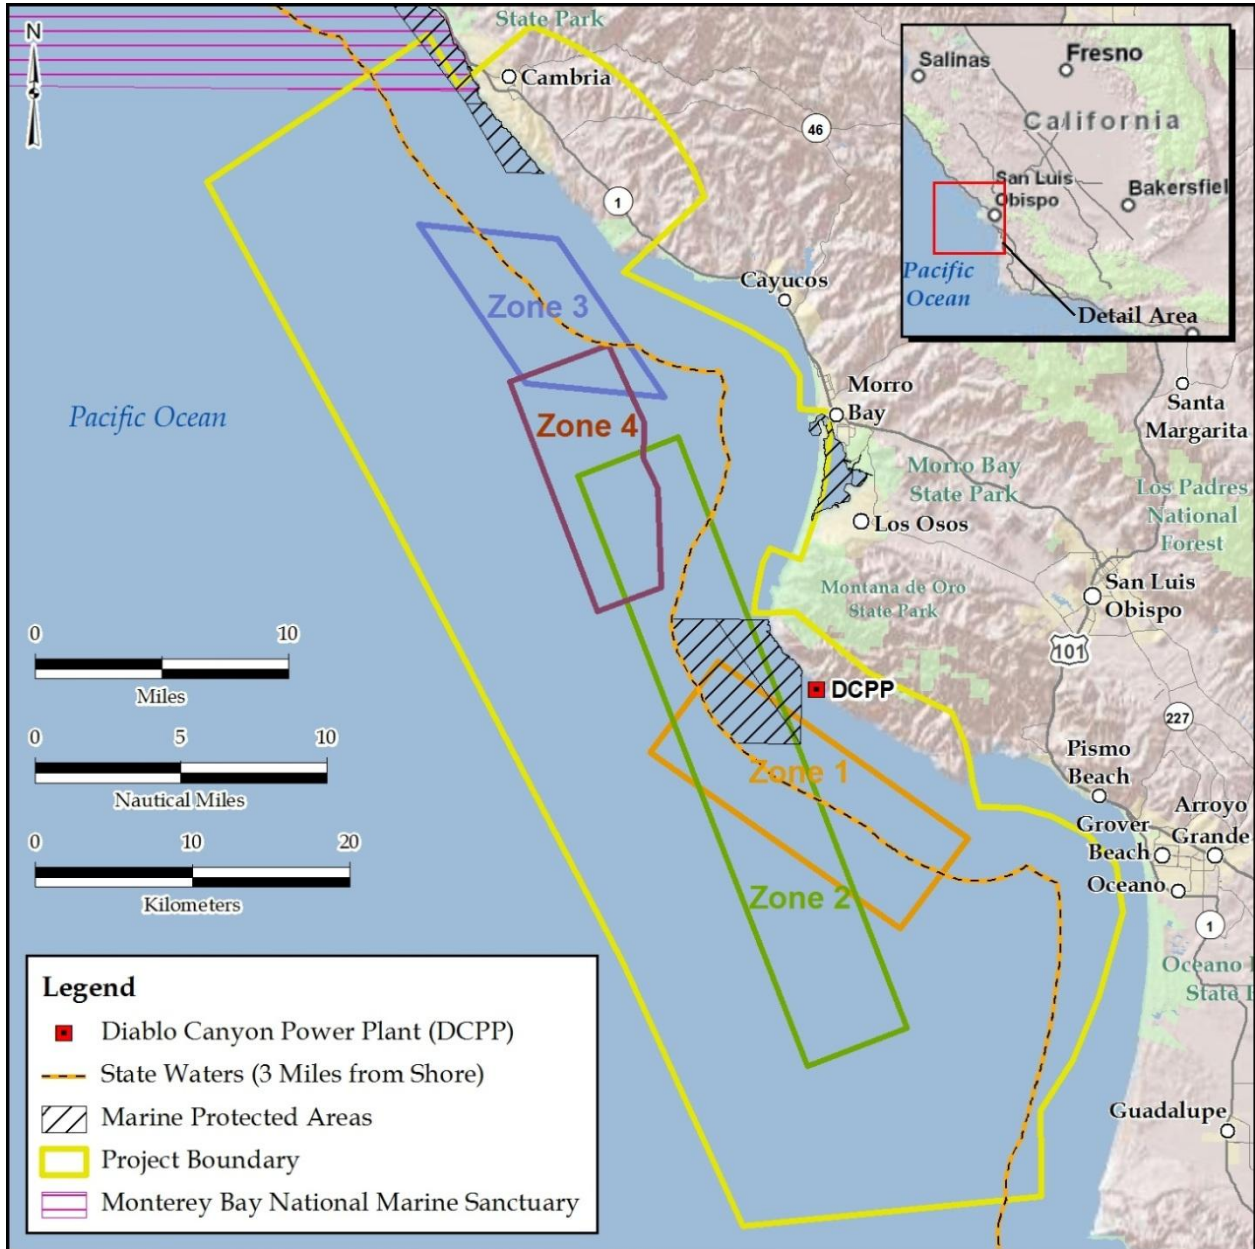 N
State Park
Cambria
46
1
Salinas
Fresno
California
San Luis
Obispo
Bakersfiel
Pacific
Ocean
Detail Area
Zone 3
Cayucos
Pacific Ocean
Zone 4
Morro
Bay
Santa
Margarita
Morro Bay
State Park
Los Padres
National
Forest
Los Osos
Montana de Oro
State Park
San Luis
Obispo
101
0 10
Miles
DCPP
227
0 5 10
Nautical Miles
Zone 1
Pismo
Beach
Arroyo
Grande
Grover
Beach
0 10 20
Kilometers
Oceano
Zone 2
1
Oceano
State
Guadalupe
Legend
Diablo Canyon Power Plant (DCPP)
State Waters (3 Miles from Shore)
Marine Protected Areas
Project Boundary
Monterey Bay National Marine Sanctuary